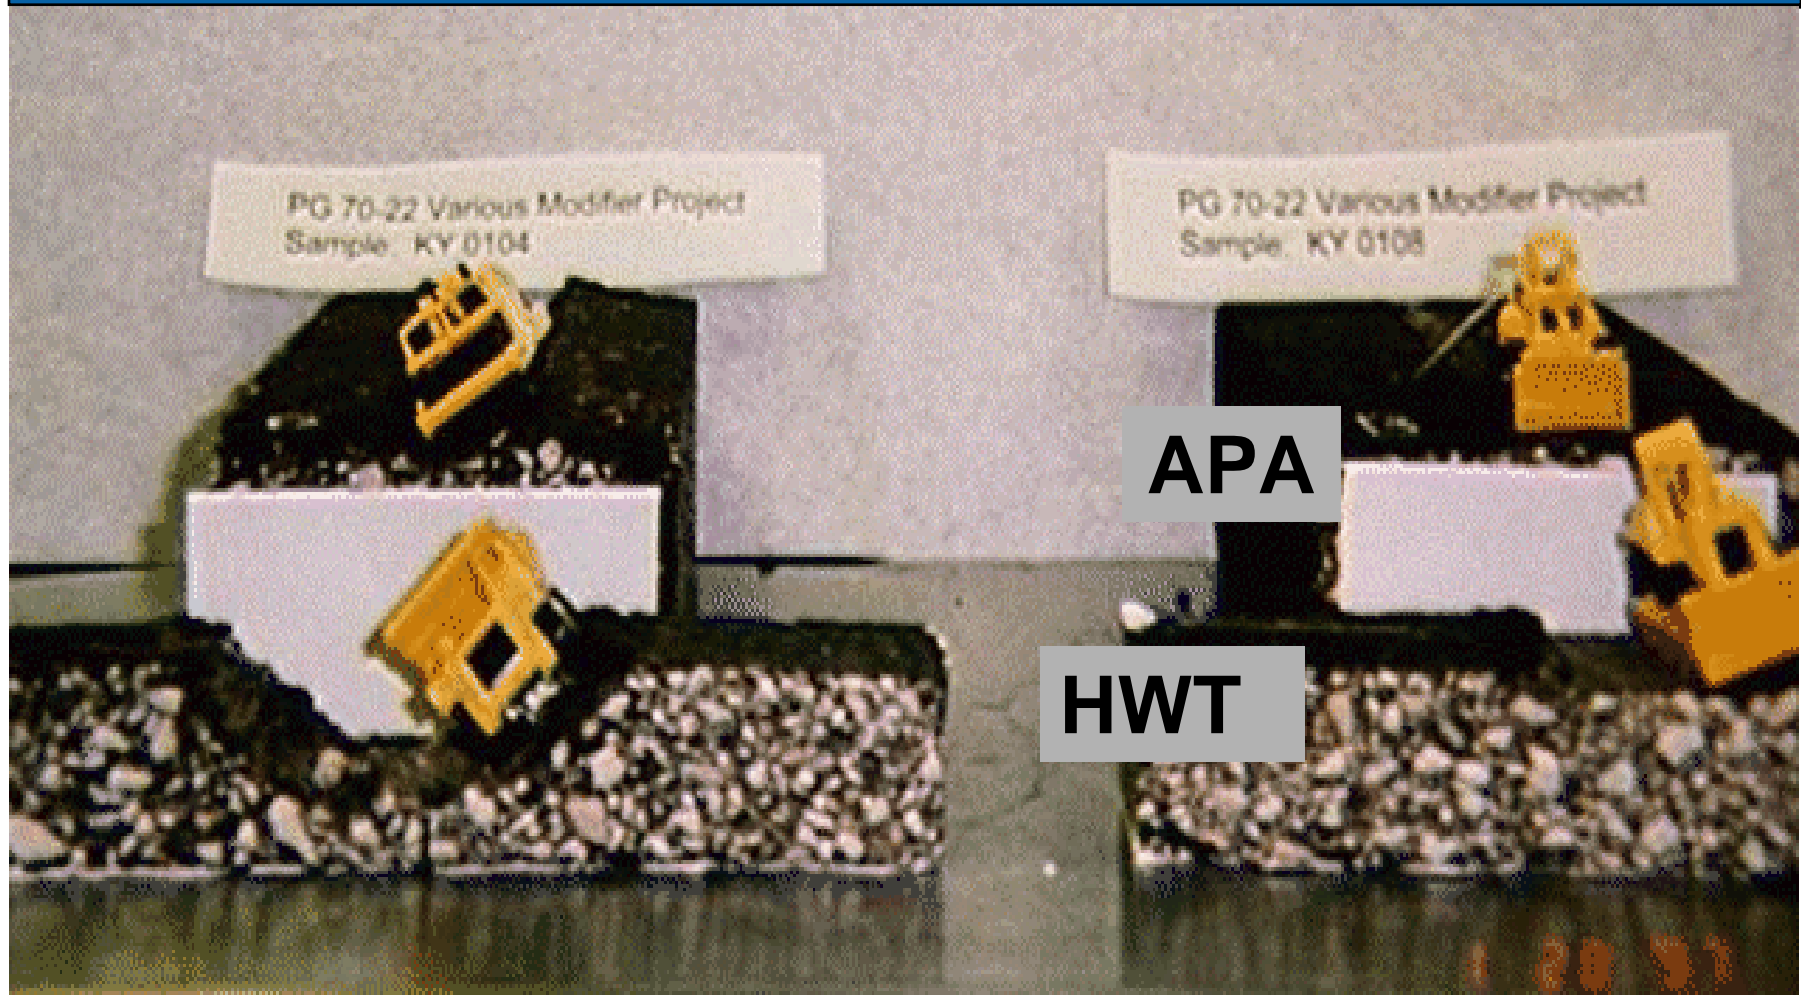 PG 70-22 Various Modifier Project
Sample: KY 0104
PG 70-22 Various Modifier Project
Sample: KY 0108
APA
HWT